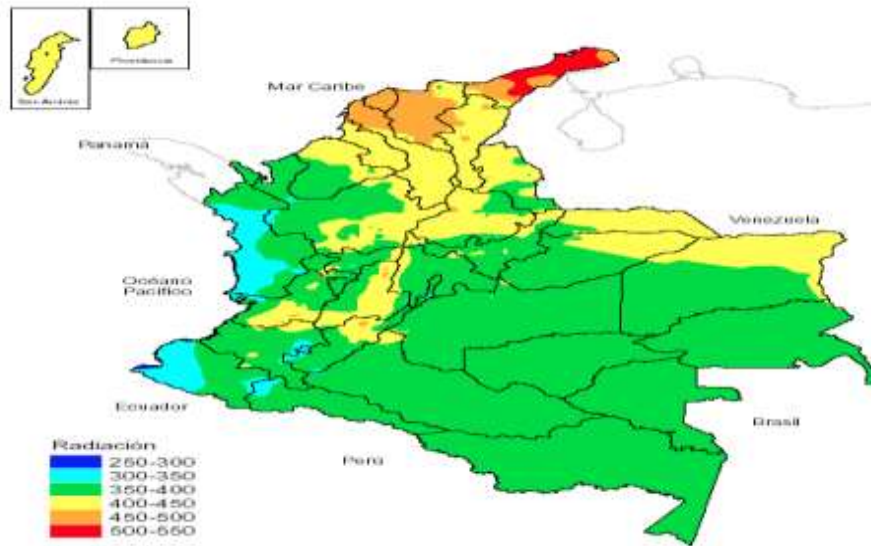 San Andrés
Providencia
Mar Caribe
Panamá
Venezuela
Océano
Pacífico
Ecuador
Brasil
Perú
Radiación
250-300
300-350
350-400
400-450
450-500
500-550